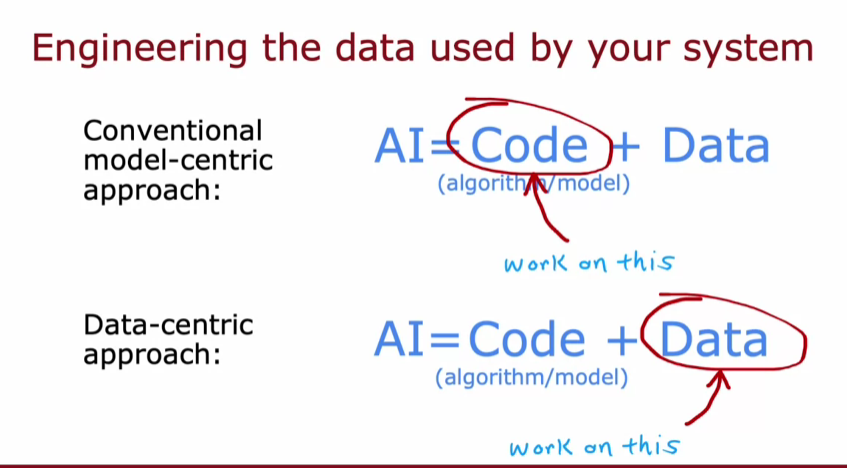 Engineering the data used by your system
Conventional
model-centric
approach:
AI=Code + Data
(algorithm/model)
work on this
Data-centric
approach:
AI=Code + Data
(algorithm/model)
work on this